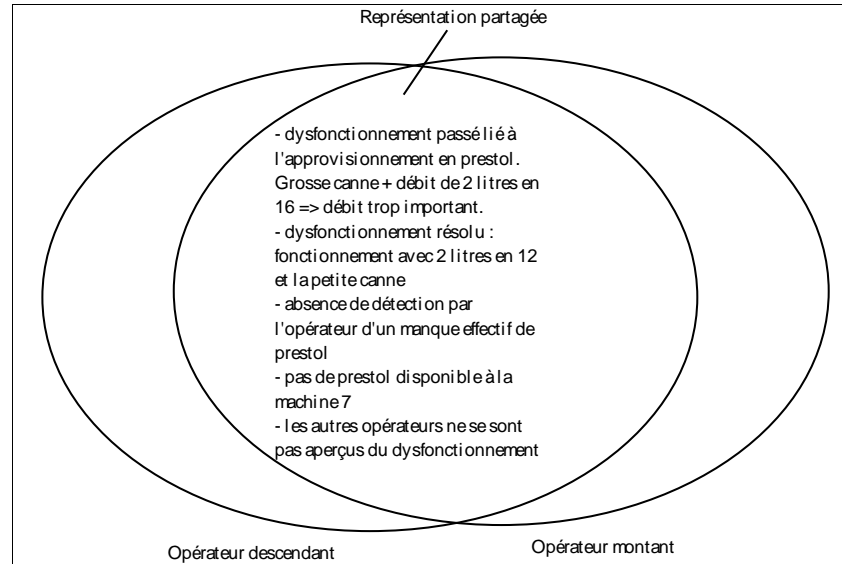 Représentation partagée
- dysfonctionnement passé lié à
l'approvisionnement en prestol.
Grosse canne + débit de 2 litres en
16 => débit trop important.
- dysfonctionnement résolu :
fonctionnement avec 2 litres en 12
et la petite canne
- absence de détection par
l'opérateur d'un manque effectif de
prestol
- pas de prestol disponible à la
machine 7
- les autres opérateurs ne se sont
pas aperçus du dysfonctionnement
Opérateur descendant
Opérateur montant